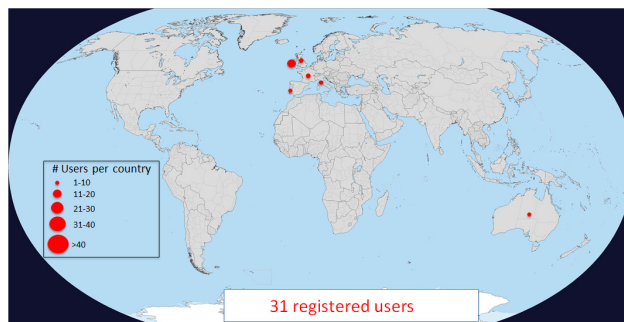 # Users per country
1-10
11-20
21-30
31-40
>40
31 registered users